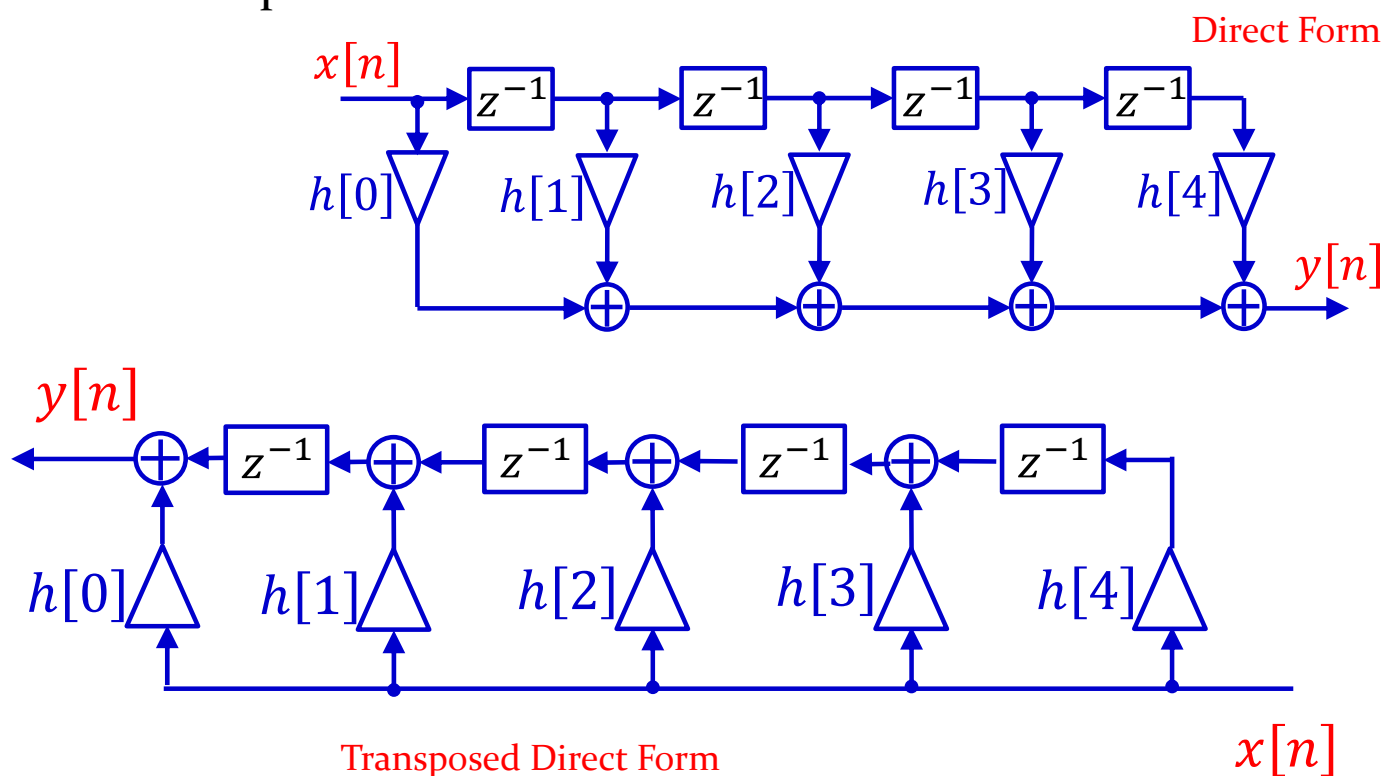 Direct Form
x[n]
z⁻¹ z⁻¹ z⁻¹ z⁻¹
h[0] h[1] h[2] h[3] h[4]
y[n]
y[n]
z⁻¹ z⁻¹ z⁻¹ z⁻¹
h[0] h[1] h[2] h[3] h[4]
x[n]
Transposed Direct Form